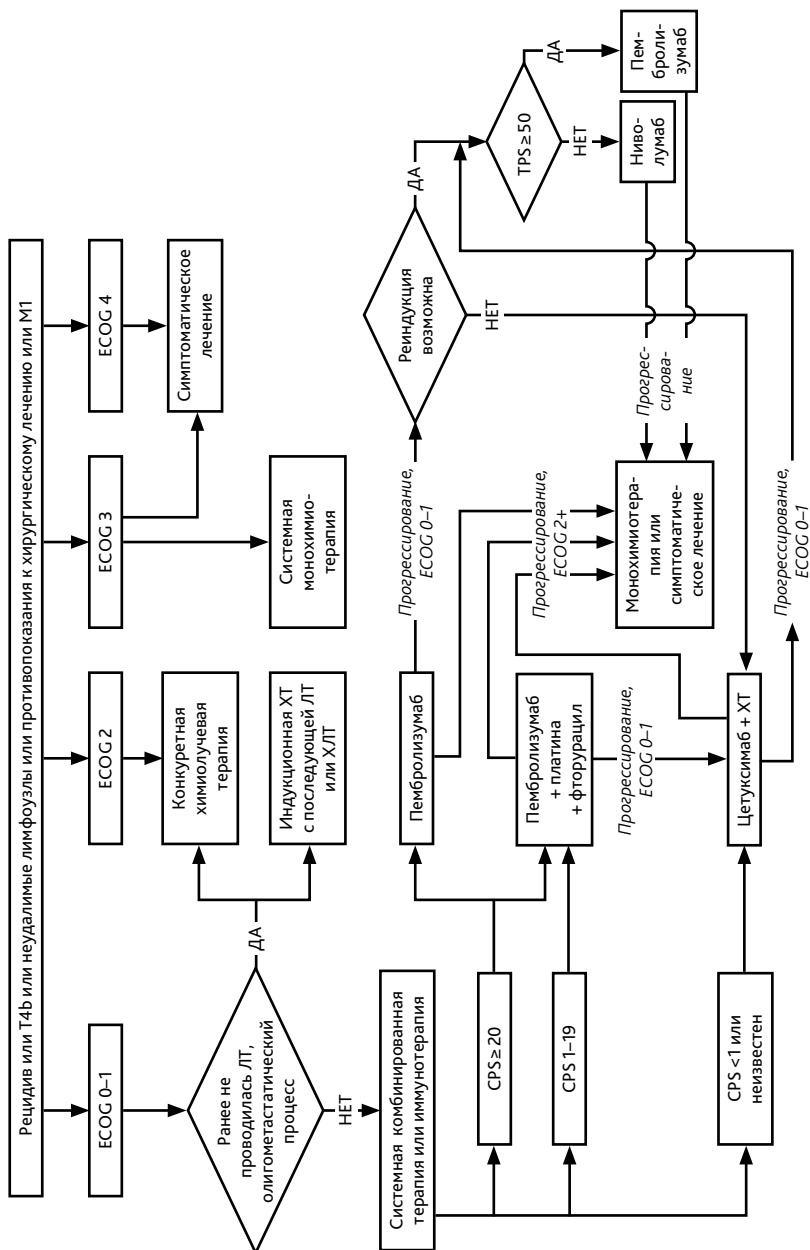 Рецидив или T4b или неудалимые лимфоузлы или противопоказания к хирургическому лечению или M1
ECOG 0–1
ECOG 2
ECOG 3
ECOG 4
Ранее не
проводилась ЛТ,
олигометастатический
процесс
ДА
НЕТ
Конкурентная
химиолучевая
терапия
Индукционная ХТ
с последующей ЛТ
или ХЛТ
Системная
монохимио-
терапия
Симптоматическое
лечение
Системная комбинированная
терапия или иммунотерапия
CPS ≥ 20
CPS 1–19
CPS <1 или
неизвестен
Пембролизумаб
Пембролизумаб
+ платина
+ фторурацил
Цетуксимаб + ХТ
Прогрессирование,
ECOG 0–1
Прогрессирование,
ECOG 2+
Прогрессирование,
ECOG 0–1
Прогрессирование,
ECOG 0–1
Монохимиотера-
пия или
симптоматиче-
ское лечение
Реиндукция
возможна
ДА
НЕТ
TPS ≥ 50
ДА
НЕТ
Ниво-
лумаб
Пем-
броли-
зумаб
Прогрес-
сирова-
ние